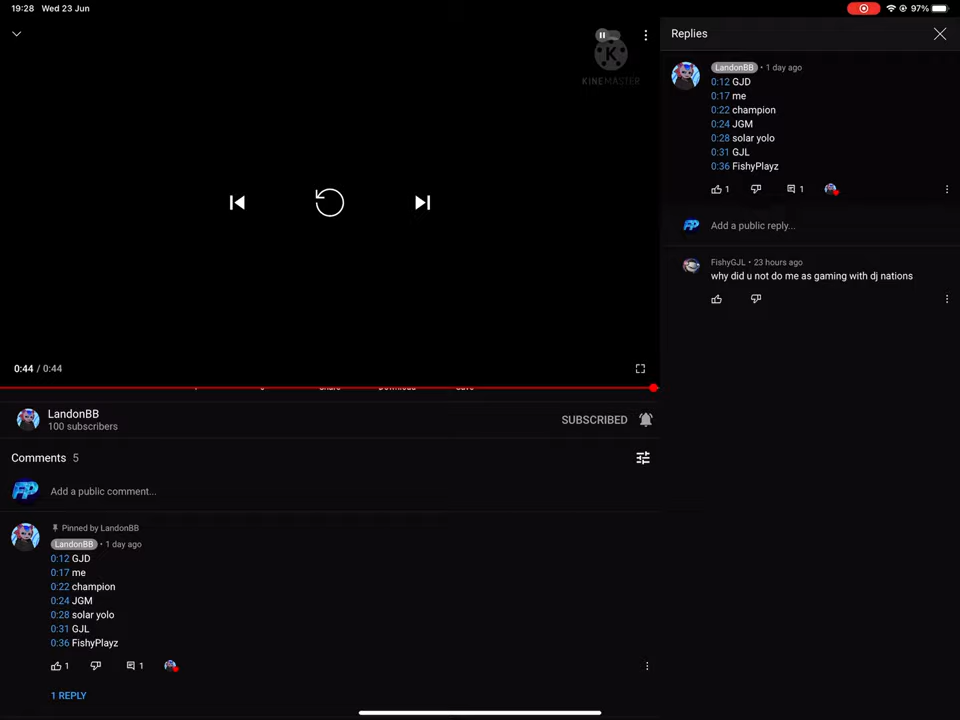 19:28 Wed 23 Jun
97%
K
KINEMASTER
0:44 / 0:44
Share Download Save
LandonBB
100 subscribers
SUBSCRIBED
Comments 5
FP
Add a public comment...
Pinned by LandonBB
LandonBB • 1 day ago
0:12 GJD
0:17 me
0:22 champion
0:24 JGM
0:28 solar yolo
0:31 GJL
0:36 FishyPlayz
1
1
1 REPLY
Replies
LandonBB • 1 day ago
0:12 GJD
0:17 me
0:22 champion
0:24 JGM
0:28 solar yolo
0:31 GJL
0:36 FishyPlayz
1
1
FP
Add a public reply...
FishyGJL • 23 hours ago
why did u not do me as gaming with dj nations